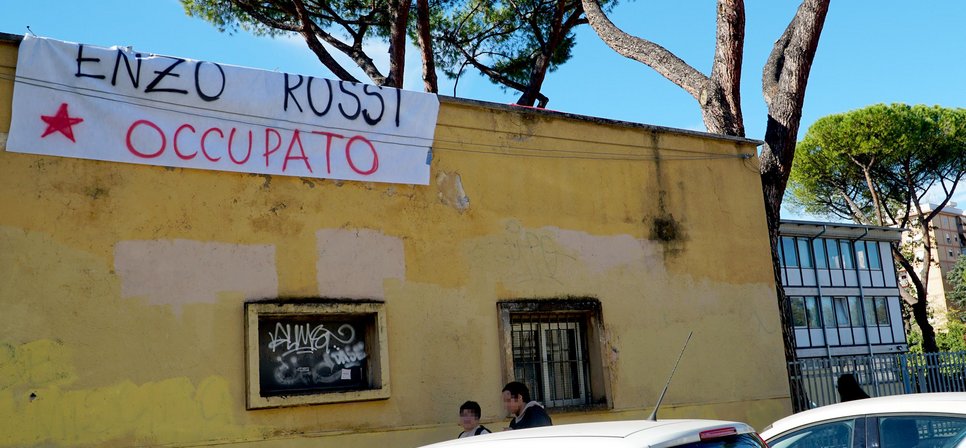 ENZO ROSSI
OCCUPATO